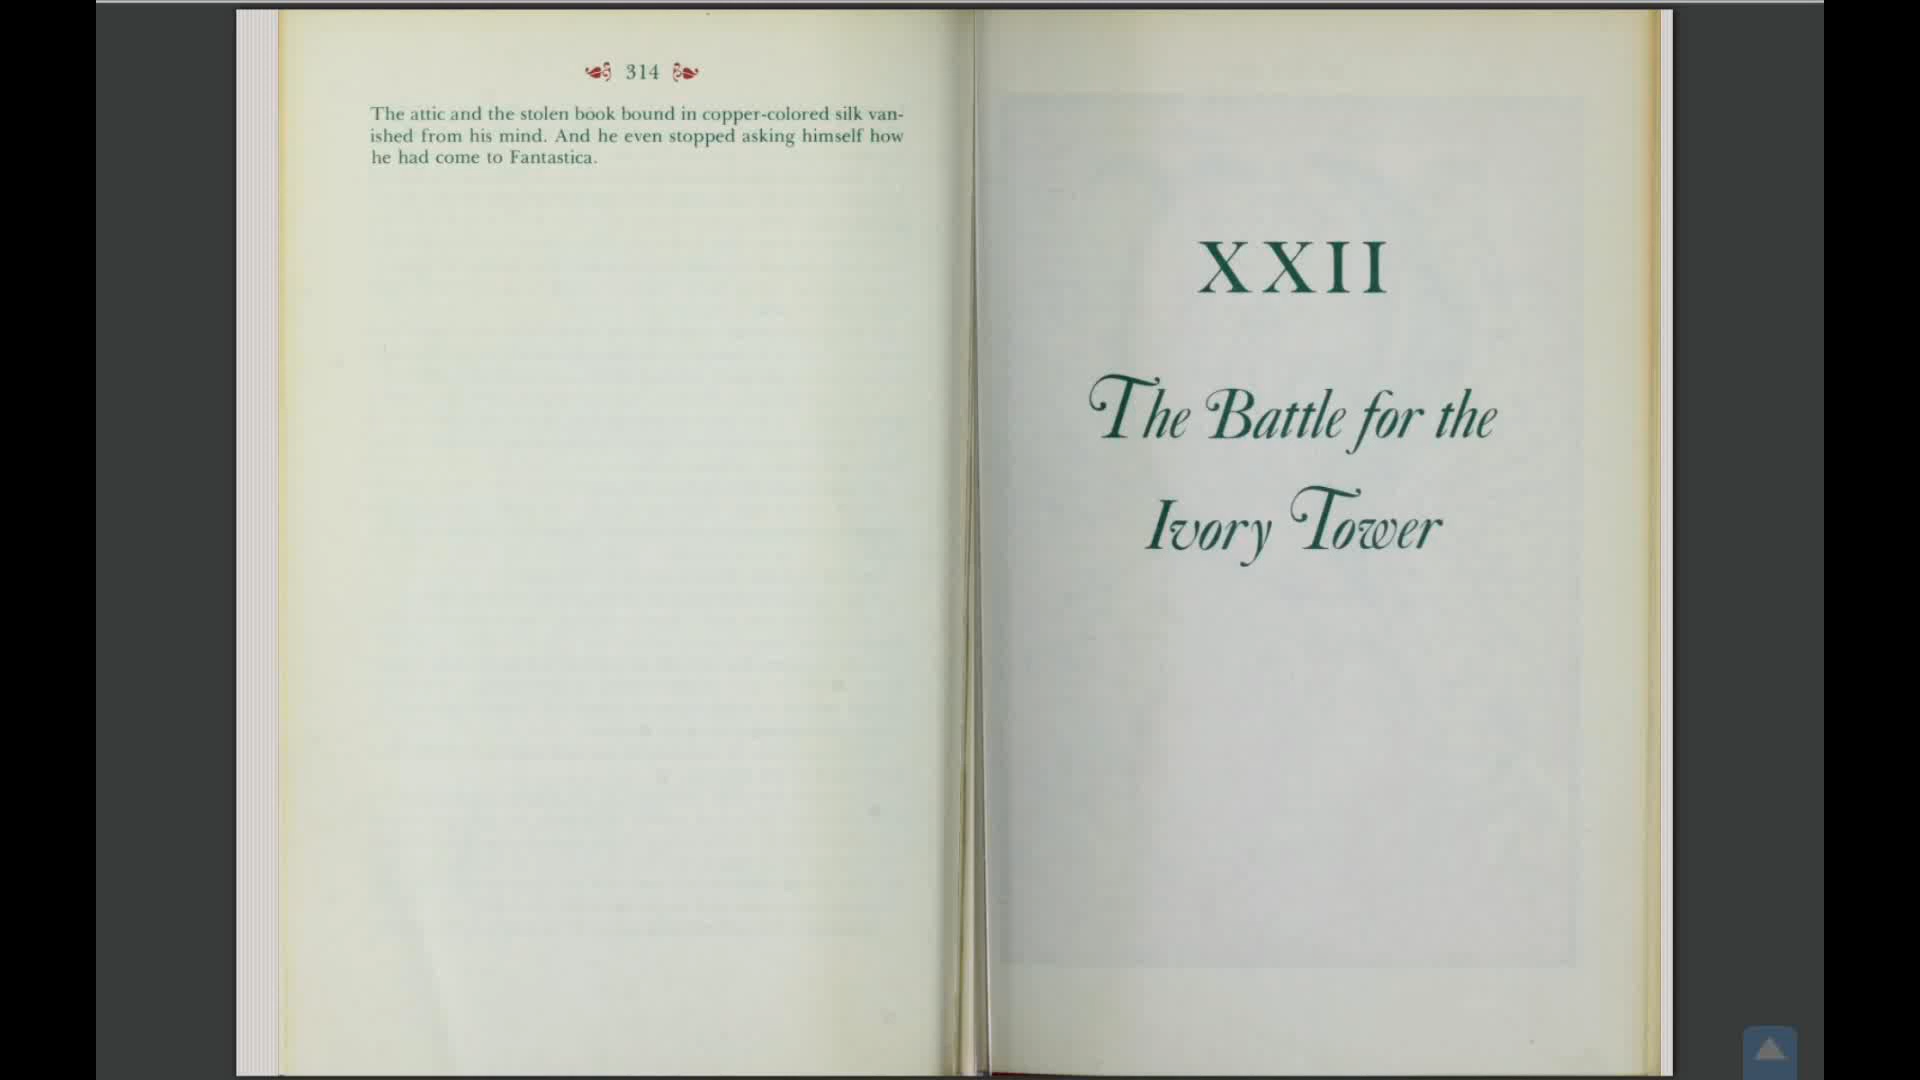 314
The attic and the stolen book bound in copper-colored silk van-
ished from his mind. And he even stopped asking himself how
he had come to Fantastica.
XXII
The Battle for the
Ivory Tower